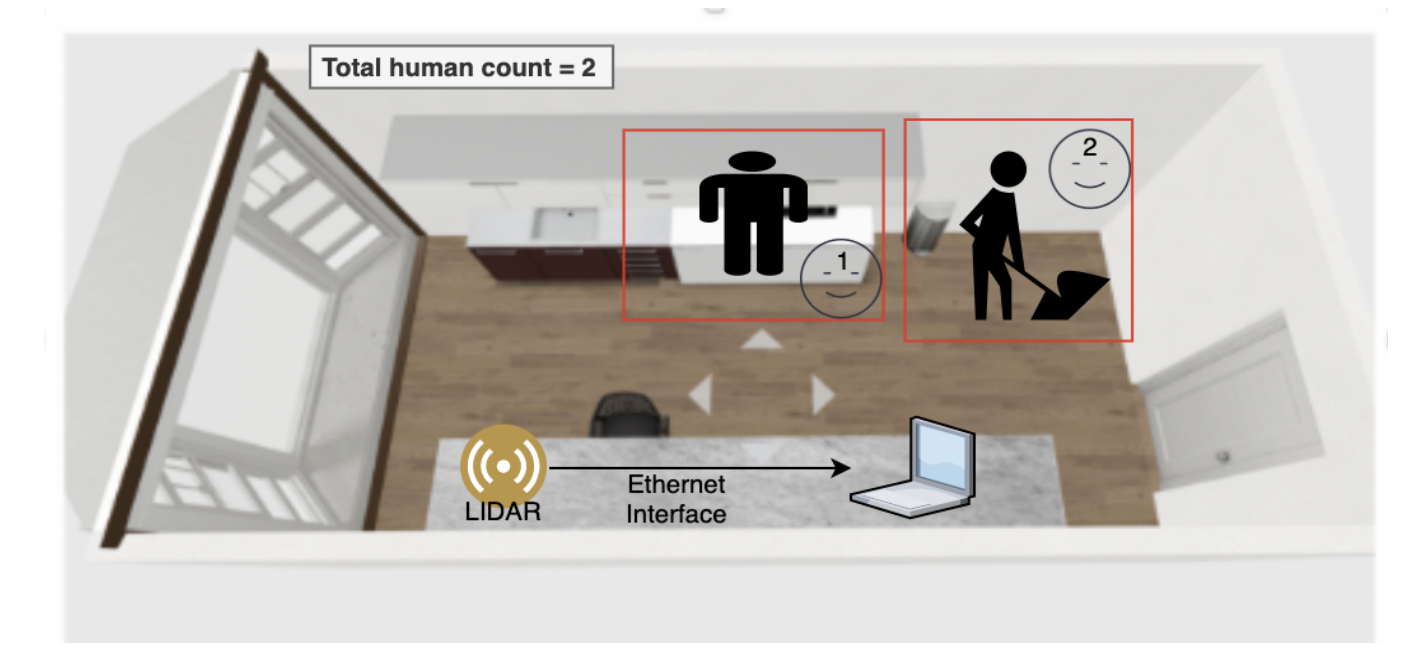 Total human count = 2
2
1
Ethernet
Interface
LIDAR